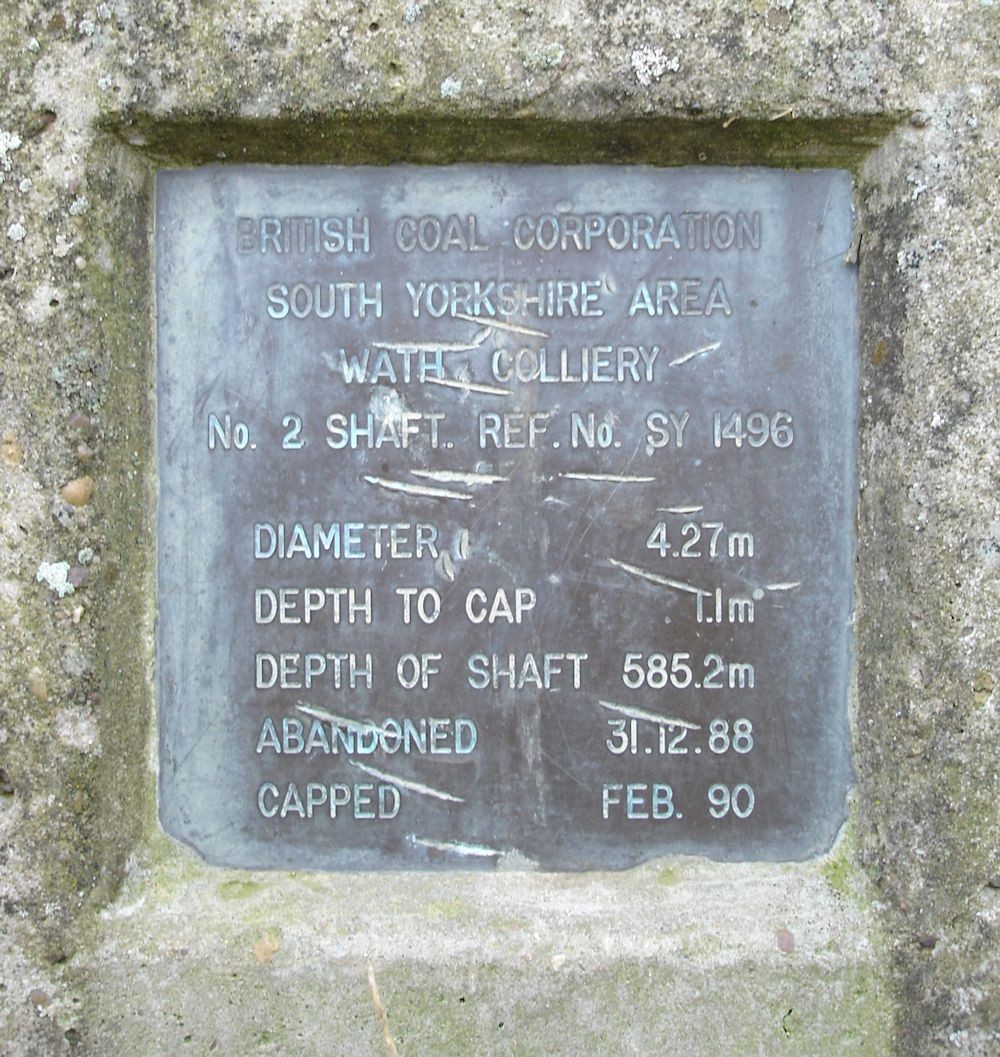 BRITISH COAL CORPORATION
SOUTH YORKSHIRE AREA
WATH COLLIERY
No. 2 SHAFT. REF. No. SY 1496
DIAMETER 4.27m
DEPTH TO CAP 1.1m
DEPTH OF SHAFT 585.2m
ABANDONED 31.12.88
CAPPED FEB. 90